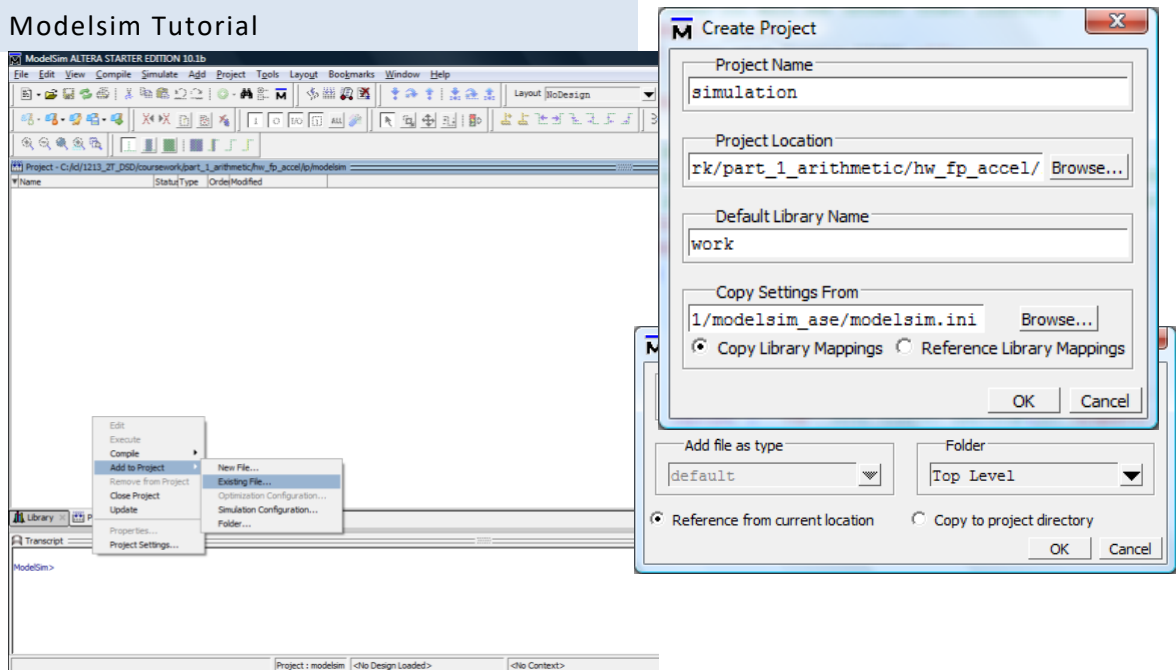 Modelsim Tutorial
ModelSim ALTERA STARTER EDITION 10.1b
File Edit View Compile Simulate Add Project Tools Layout Bookmarks Window Help
Layout NoDesign
Project - C:/id/1213_2T_DSD/coursework/part_1_arithmetic/hw_fp_accel/ip/modelsim
Name Statu Type Orde Modified
Edit
Execute
Compile
Add to Project
Remove from Project
Close Project
Update
Properties...
Project Settings...
New File...
Existing File...
Optimization Configuration...
Simulation Configuration...
Folder...
Library P
Transcript
ModelSim>
Project : modelsim <No Design Loaded> <No Context>
Create Project
Project Name
simulation
Project Location
rk/part_1_arithmetic/hw_fp_accel/ Browse...
Default Library Name
work
Copy Settings From
1/modelsim_ase/modelsim.ini Browse...
Copy Library Mappings Reference Library Mappings
OK Cancel
Add file as type Folder
default Top Level
Reference from current location Copy to project directory
OK Cancel